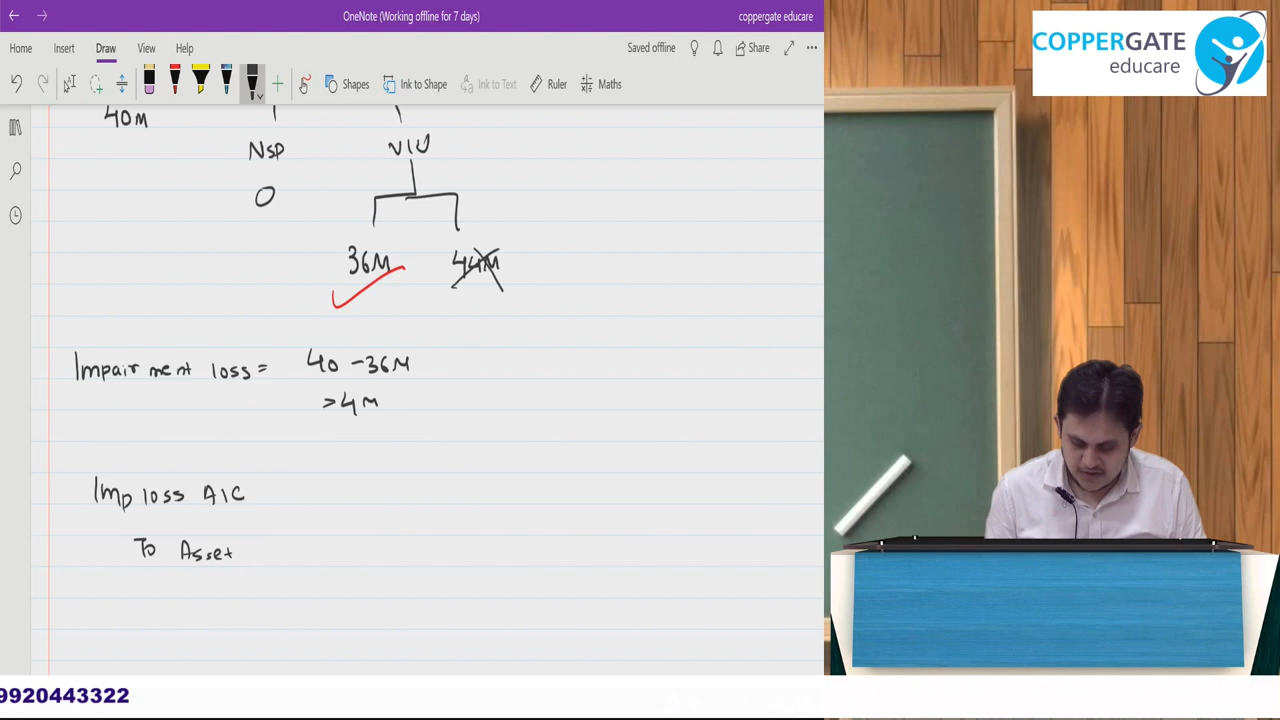 OneNote (Working offline for 7 days)
coppergate educare
Home Insert Draw View Help
Saved offline Share
Shapes Ink to Shape Ink to Text Ruler Maths
COPPERGATE
educare
40M
NSP VIU
0
36M 44M
Impairment loss = 40 - 36M
= 4M
Imp loss A/C
To Asset
9920443322